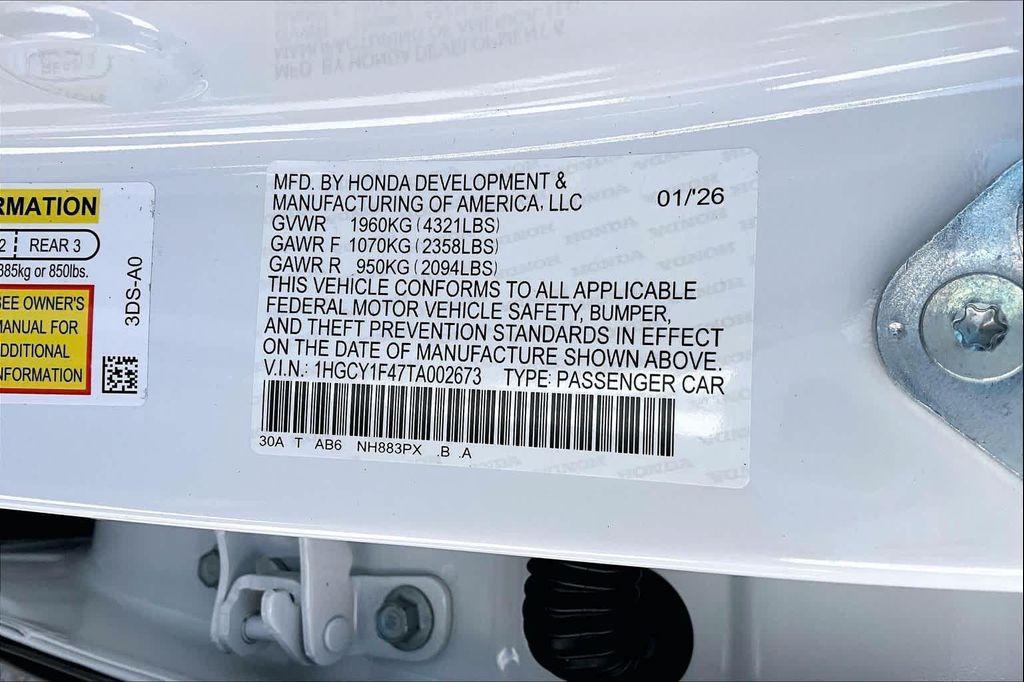 MFD. BY HONDA DEVELOPMENT &
MANUFACTURING OF AMERICA, LLC
01/'26
GVWR 1960KG (4321LBS)
GAWR F 1070KG (2358LBS)
GAWR R 950KG (2094LBS)
THIS VEHICLE CONFORMS TO ALL APPLICABLE
FEDERAL MOTOR VEHICLE SAFETY, BUMPER,
AND THEFT PREVENTION STANDARDS IN EFFECT
ON THE DATE OF MANUFACTURE SHOWN ABOVE.
V.I.N.: 1HGCY1F47TA002673 TYPE: PASSENGER CAR
30A T AB6 NH883PX .B .A
RMATION
2 REAR 3
385kg or 850lbs.
SEE OWNER'S
MANUAL FOR
ADDITIONAL
INFORMATION
3DS-A0